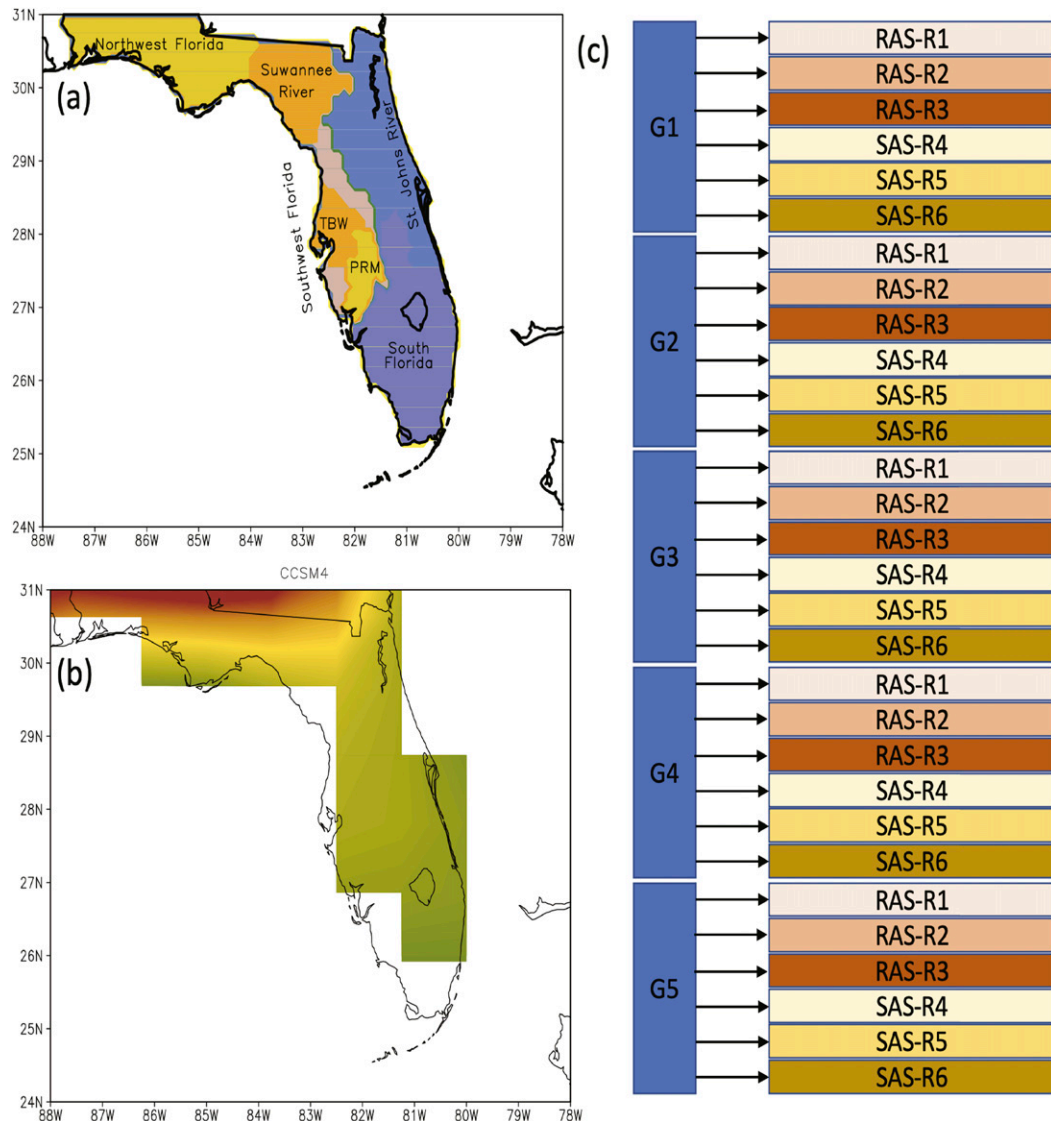 31N
30N
29N
28N
27N
26N
25N
24N
88W
87W
86W
85W
84W
83W
82W
81W
80W
79W
78W
(a)
Northwest Florida
Suwannee
River
St. Johns River
Southwest Florida
TBW
PRM
South
Florida
CCSM4
31N
30N
29N
28N
27N
26N
25N
24N
88W
87W
86W
85W
84W
83W
82W
81W
80W
79W
78W
(b)
(c)
G1
RAS-R1
RAS-R2
RAS-R3
SAS-R4
SAS-R5
SAS-R6
G2
RAS-R1
RAS-R2
RAS-R3
SAS-R4
SAS-R5
SAS-R6
G3
RAS-R1
RAS-R2
RAS-R3
SAS-R4
SAS-R5
SAS-R6
G4
RAS-R1
RAS-R2
RAS-R3
SAS-R4
SAS-R5
SAS-R6
G5
RAS-R1
RAS-R2
RAS-R3
SAS-R4
SAS-R5
SAS-R6